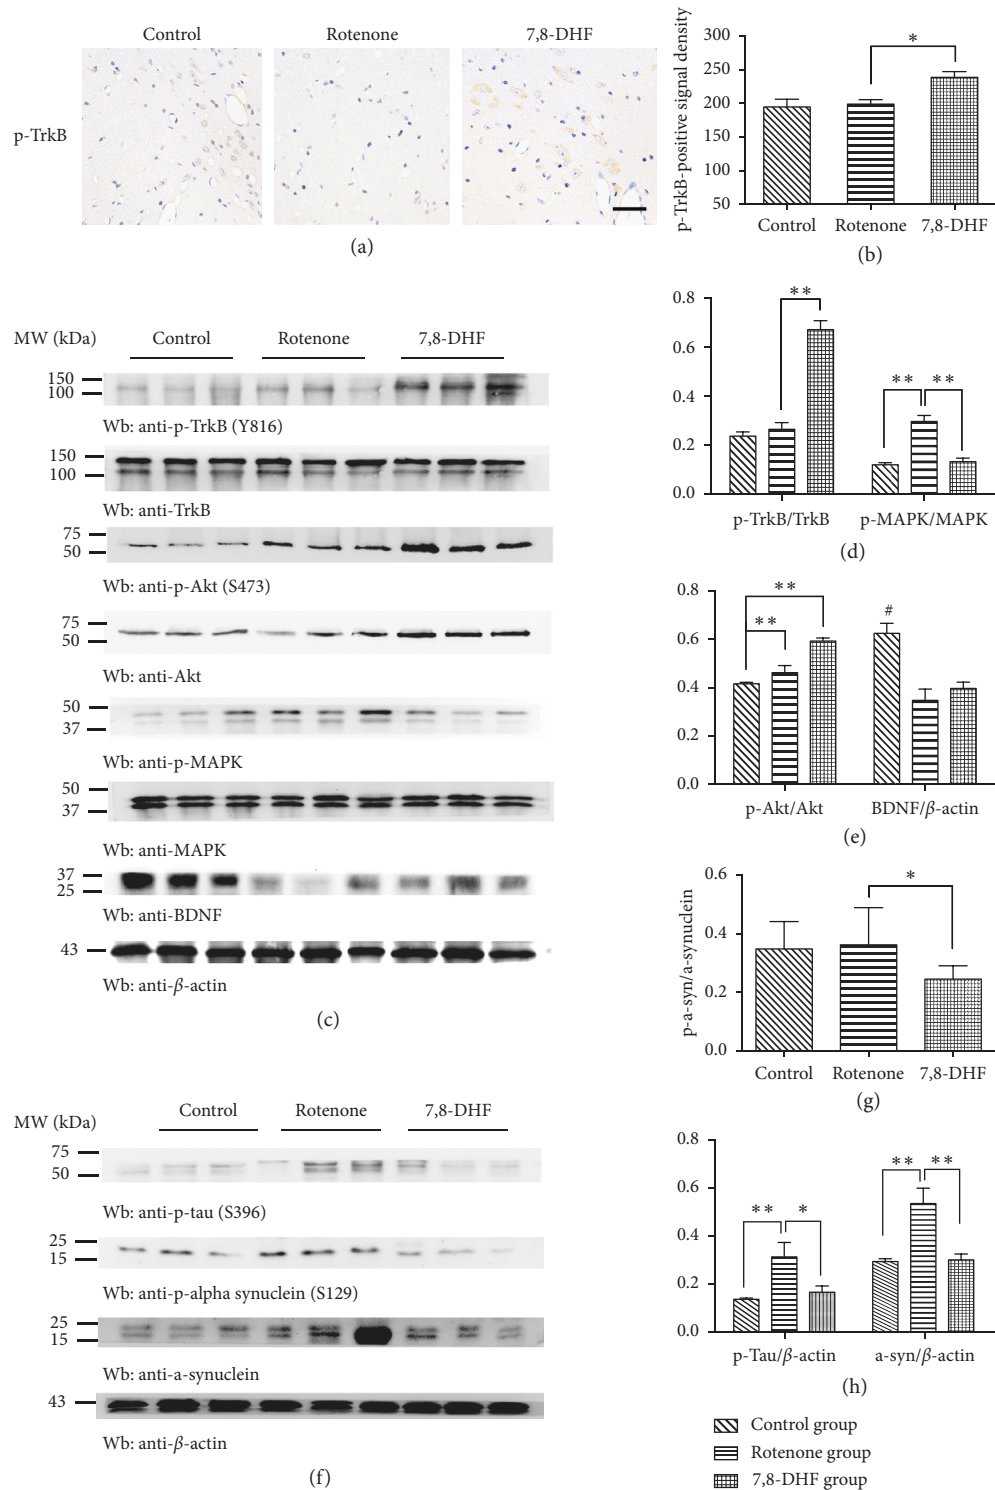 Control Rotenone 7,8-DHF
p-TrkB
(a)
p-TrkB-positive signal density
300
250
200
150
100
50
*
Control Rotenone 7,8-DHF
(b)
MW (kDa) Control Rotenone 7,8-DHF
150
100
Wb: anti-p-TrkB (Y816)
150
100
Wb: anti-TrkB
75
50
Wb: anti-p-Akt (S473)
75
50
Wb: anti-Akt
50
37
Wb: anti-p-MAPK
50
37
Wb: anti-MAPK
37
25
Wb: anti-BDNF
43
Wb: anti-β-actin
(c)
0.8
0.6
0.4
0.2
0.0
**
** **
p-TrkB/TrkB p-MAPK/MAPK
(d)
0.8
0.6
0.4
0.2
0.0
**
**
#
p-Akt/Akt BDNF/β-actin
(e)
MW (kDa) Control Rotenone 7,8-DHF
75
50
Wb: anti-p-tau (S396)
25
15
Wb: anti-p-alpha synuclein (S129)
25
15
Wb: anti-a-synuclein
43
Wb: anti-β-actin
(f)
p-a-syn/a-synuclein
0.6
0.4
0.2
0.0
*
Control Rotenone 7,8-DHF
(g)
0.8
0.6
0.4
0.2
0.0
** *
** **
p-Tau/β-actin a-syn/β-actin
(h)
Control group
Rotenone group
7,8-DHF group